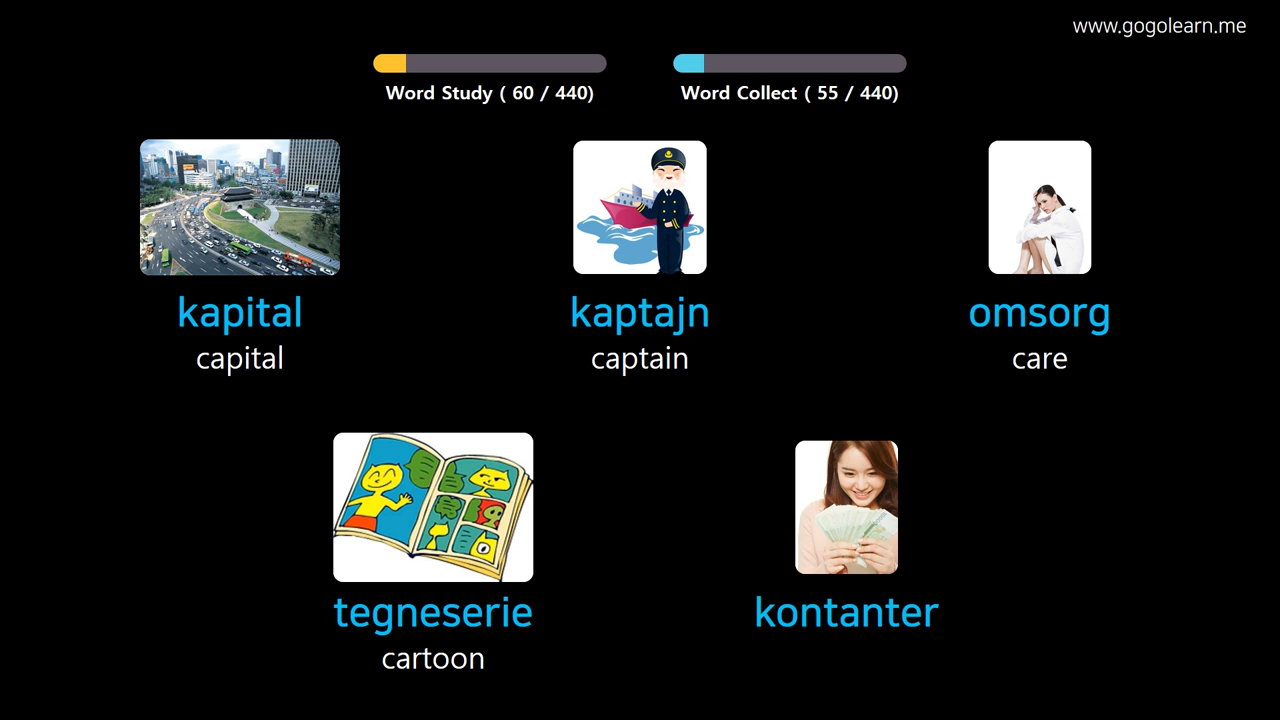 www.gogolearn.me
Word Study ( 60 / 440)
Word Collect ( 55 / 440)
kapital
capital
kaptajn
captain
omsorg
care
tegneserie
cartoon
kontanter